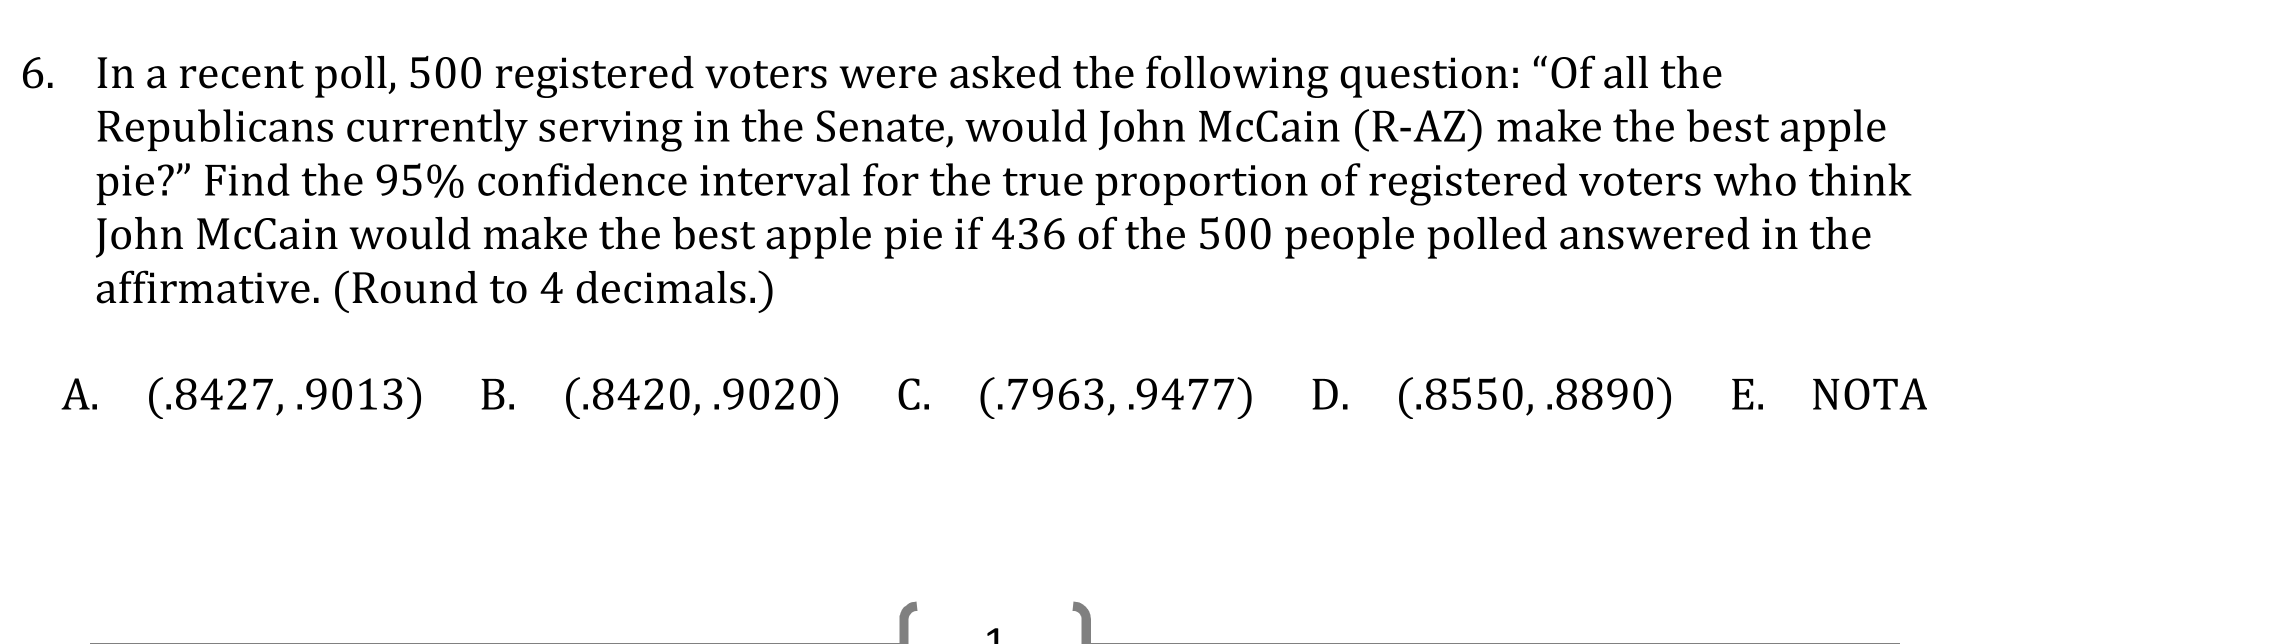 6. In a recent poll, 500 registered voters were asked the following question: “Of all the
Republicans currently serving in the Senate, would John McCain (R-AZ) make the best apple
pie?” Find the 95% confidence interval for the true proportion of registered voters who think
John McCain would make the best apple pie if 436 of the 500 people polled answered in the
affirmative. (Round to 4 decimals.)
A. (.8427, .9013) B. (.8420, .9020) C. (.7963, .9477) D. (.8550, .8890) E. NOTA
1